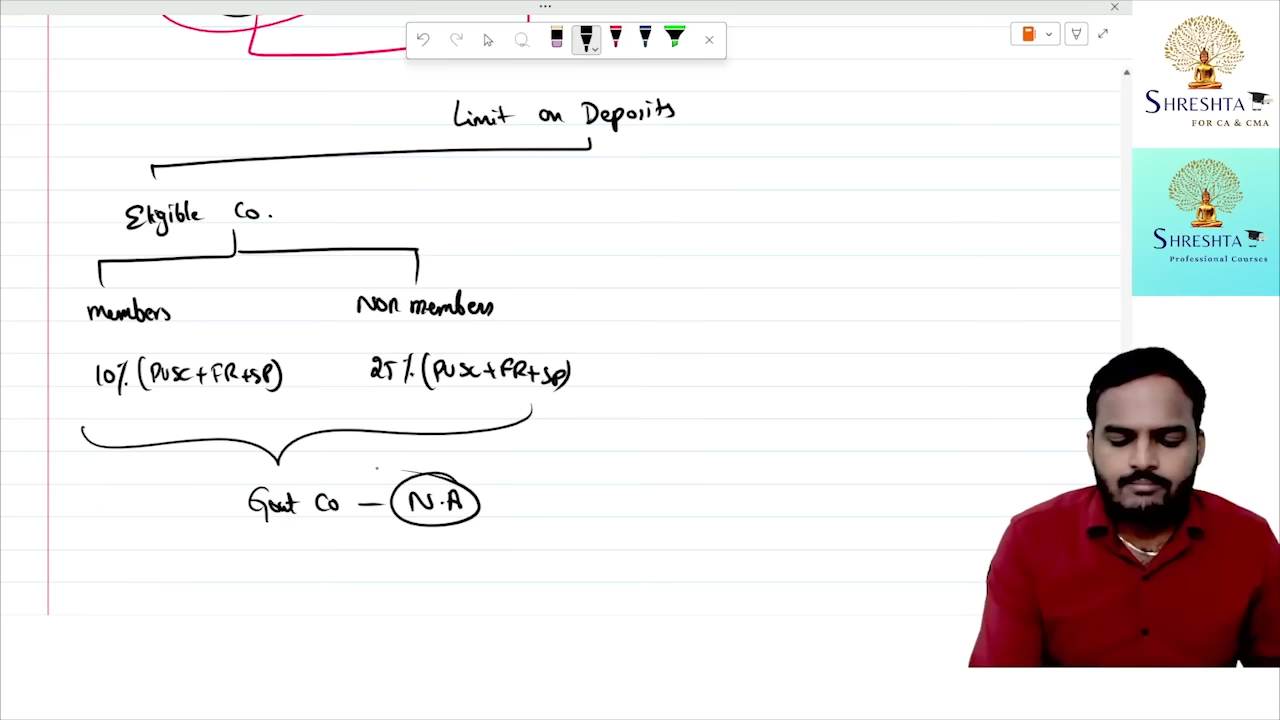 Limit on Deposits
Eligible Co.
members
Non members
10% (PUSC+FR+SP)
25% (PUSC+FR+SP)
Govt Co — N.A
SHRESHTA
FOR CA & CMA
SHRESHTA
Professional Courses